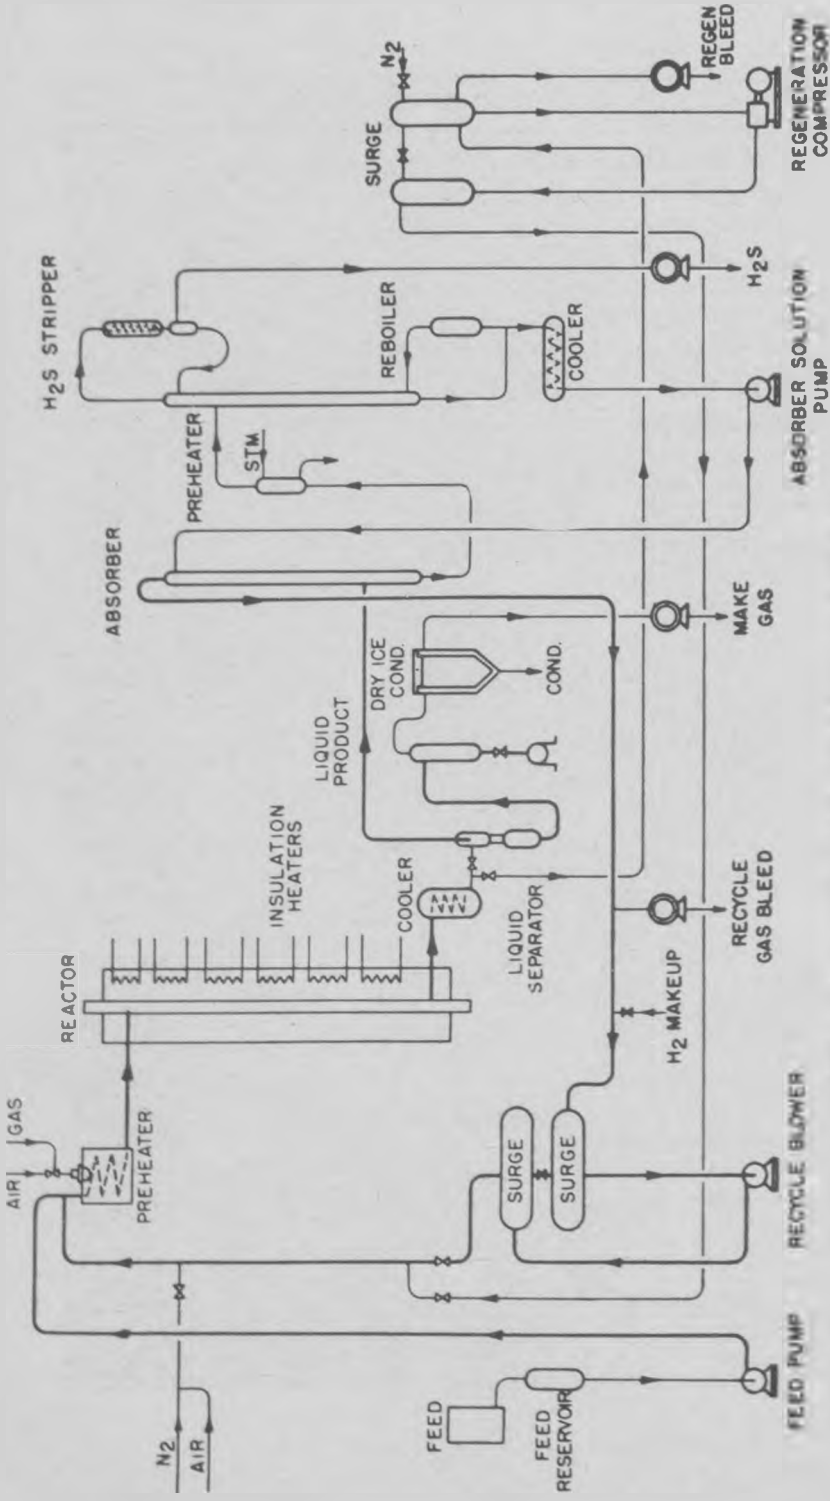 AIR
GAS
H2S STRIPPER
REACTOR
ABSORBER
PREHEATER
N2
AIR
PREHEATER
STM
INSULATION
HEATERS
LIQUID
PRODUCT
SURGE
N2
REBOILER
DRY ICE
COND.
COOLER
FEED
SURGE
SURGE
LIQUID
SEPARATOR
FEED
RESERVOIR
COND.
COOLER
H2 MAKEUP
RECYCLE
GAS BLEED
MAKE
GAS
H2S
REGEN
BLEED
FEED PUMP
RECYCLE BLOWER
ABSORBER SOLUTION
PUMP
REGENERATION
COMPRESSOR